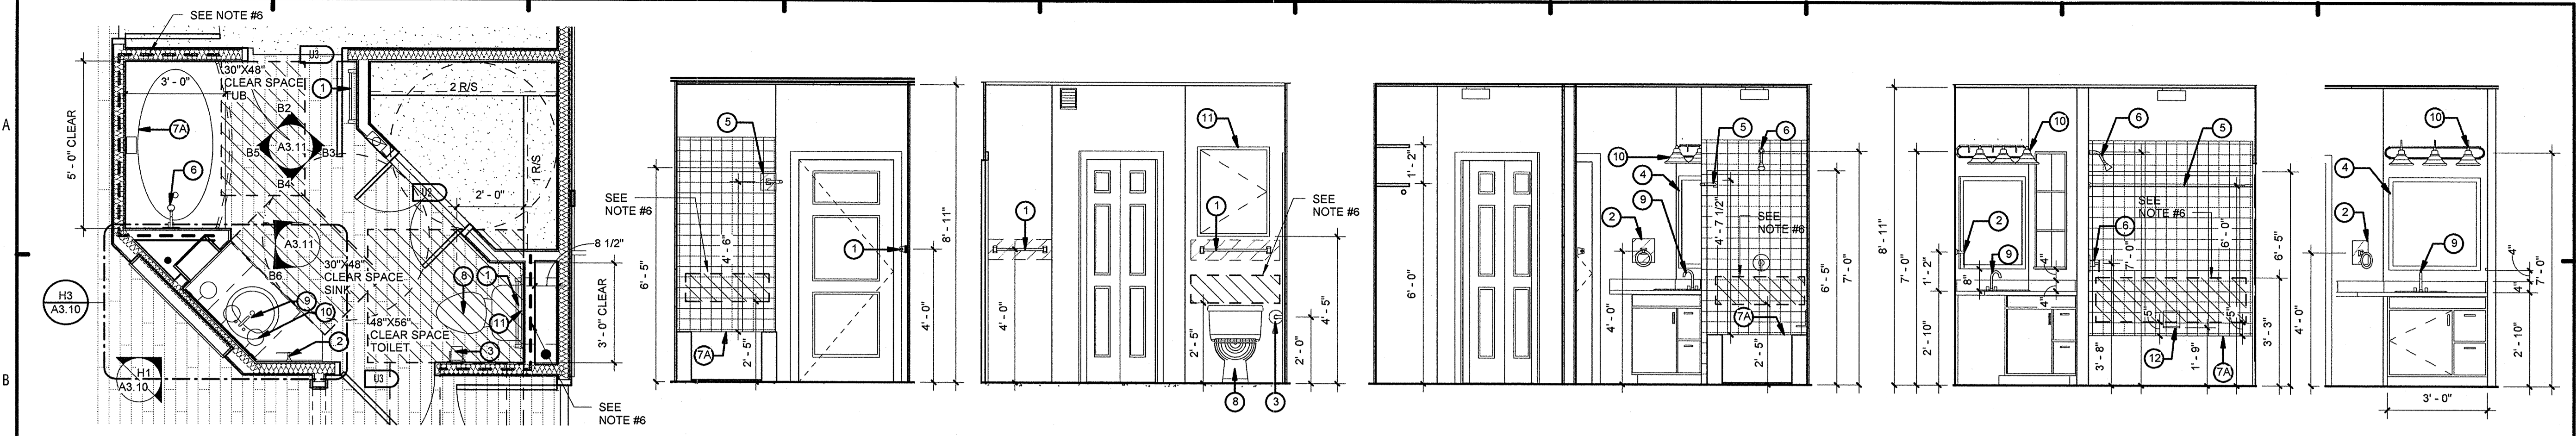 SEE NOTE #6
U3
30"X48"
CLEAR SPACE
TUB
3' - 0"
1
2 R/S
B2
A3.11
B5
B3
B4
7A
5' - 0" CLEAR
6
U2
2' - 0"
1 R/S
A3.11
B6
30"X48"
CLEAR SPACE
SINK
8 1/2"
8
1
9
10
11
H3
A3.10
48"X56"
CLEAR SPACE
TOILET
2
3
3' - 0" CLEAR
H1
A3.10
U3
SEE
NOTE #6
A
B
5
SEE
NOTE #6
6' - 5"
4' - 6"
2' - 5"
7A
1
4' - 0"
8' - 11"
11
1
1
SEE
NOTE #6
4' - 0"
2' - 5"
2' - 0"
4' - 5"
8
3
1' - 2"
6' - 0"
10
5
6
4
2
9
4' - 7 1/2"
SEE
NOTE #6
4' - 0"
7A
2' - 5"
6' - 5"
7' - 0"
8' - 11"
7' - 0"
1' - 2"
2' - 10"
10
6
5
2
9
8"
4"
4"
SEE
NOTE #6
6
7' - 0"
6' - 0"
5"
5"
3' - 8"
12
1' - 9"
7A
6' - 5"
3' - 3"
4' - 0"
10
4
2
9
4"
4"
7' - 0"
2' - 10"
3' - 0"